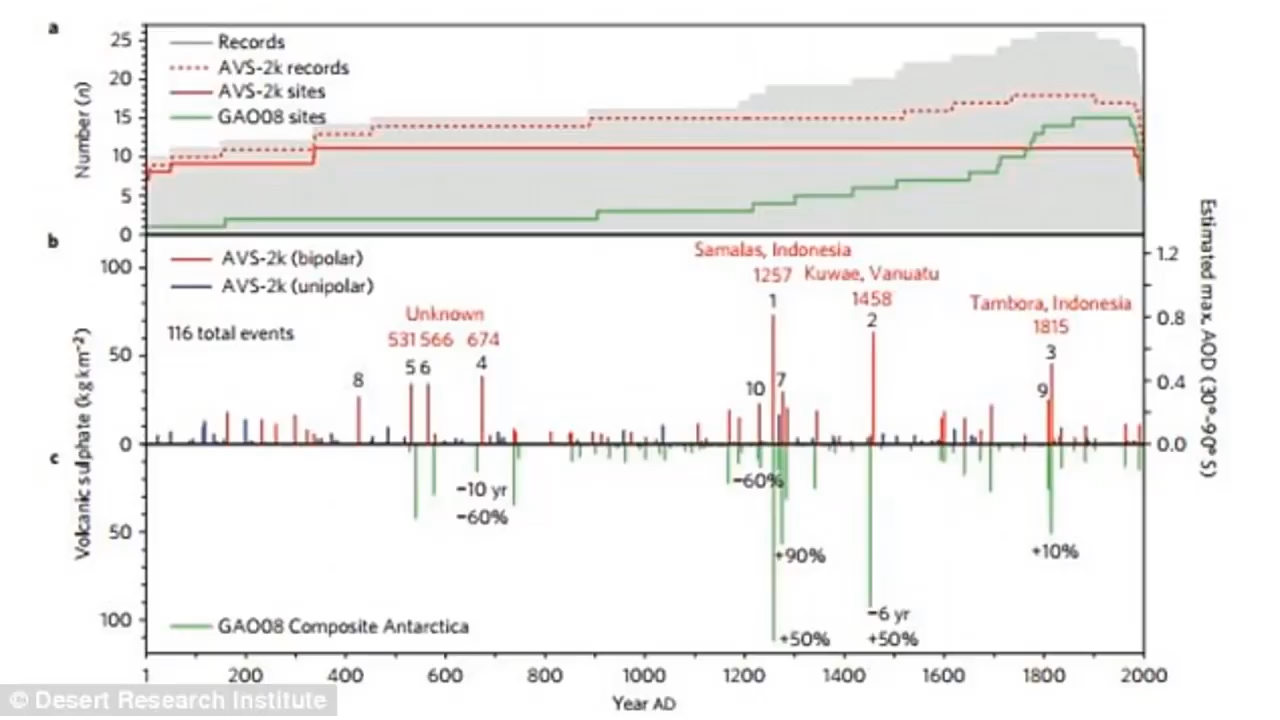 a
25
20
15
10
5
0
Number (n)
Records
AVS-2k records
AVS-2k sites
GAO08 sites
b
100
50
0
AVS-2k (bipolar)
AVS-2k (unipolar)
116 total events
Unknown
531 566 674
8
5 6
4
Samalas, Indonesia
1257
1
Kuwae, Vanuatu
1458
2
10
7
Tambora, Indonesia
1815
3
9
1.2
0.8
0.4
0.0
Estimated max, AOD (30°-90° S)
Volcanic sulphate (kg km⁻²)
c
50
100
−10 yr
−60%
−60%
+90%
+50%
−6 yr
+50%
+10%
GAO08 Composite Antarctica
1 200 400 600 800 1000 1200 1400 1600 1800 2000
Year AD
© Desert Research Institute